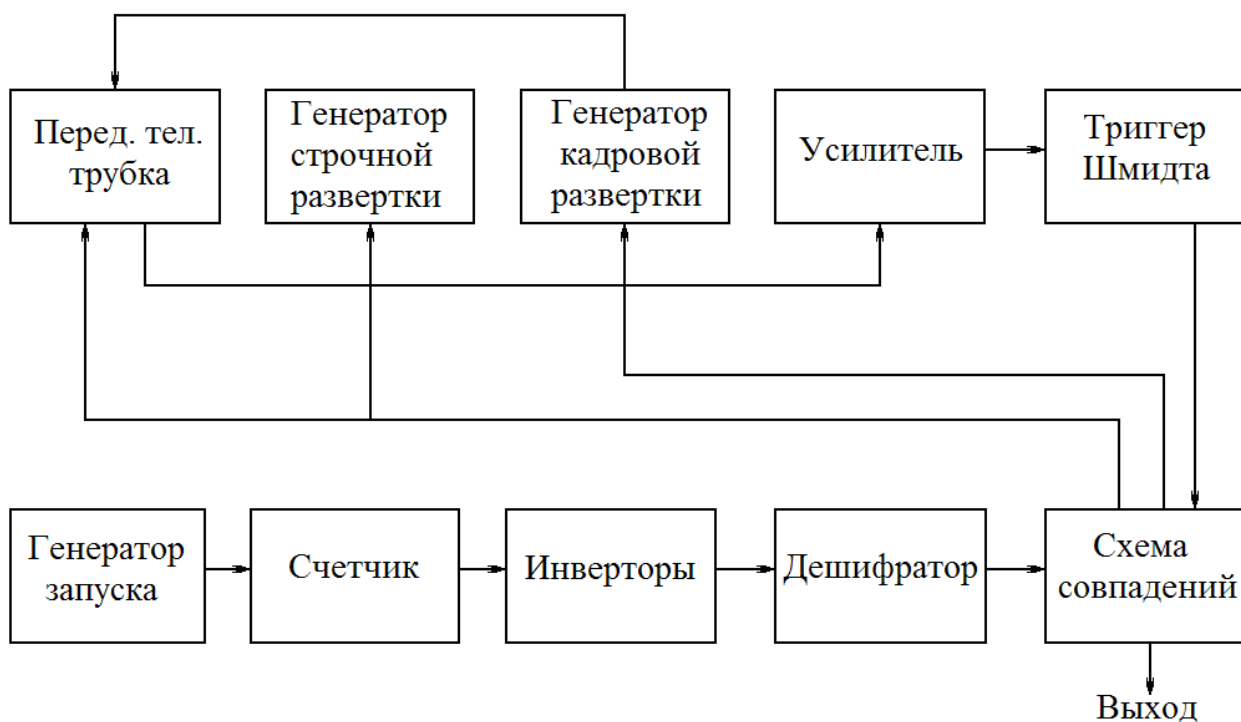 Перед. тел.
трубка
Генератор
строчной
развертки
Генератор
кадровой
развертки
Усилитель
Триггер
Шмидта
Генератор
запуска
Счетчик
Инверторы
Дешифратор
Схема
совпадений
Выход